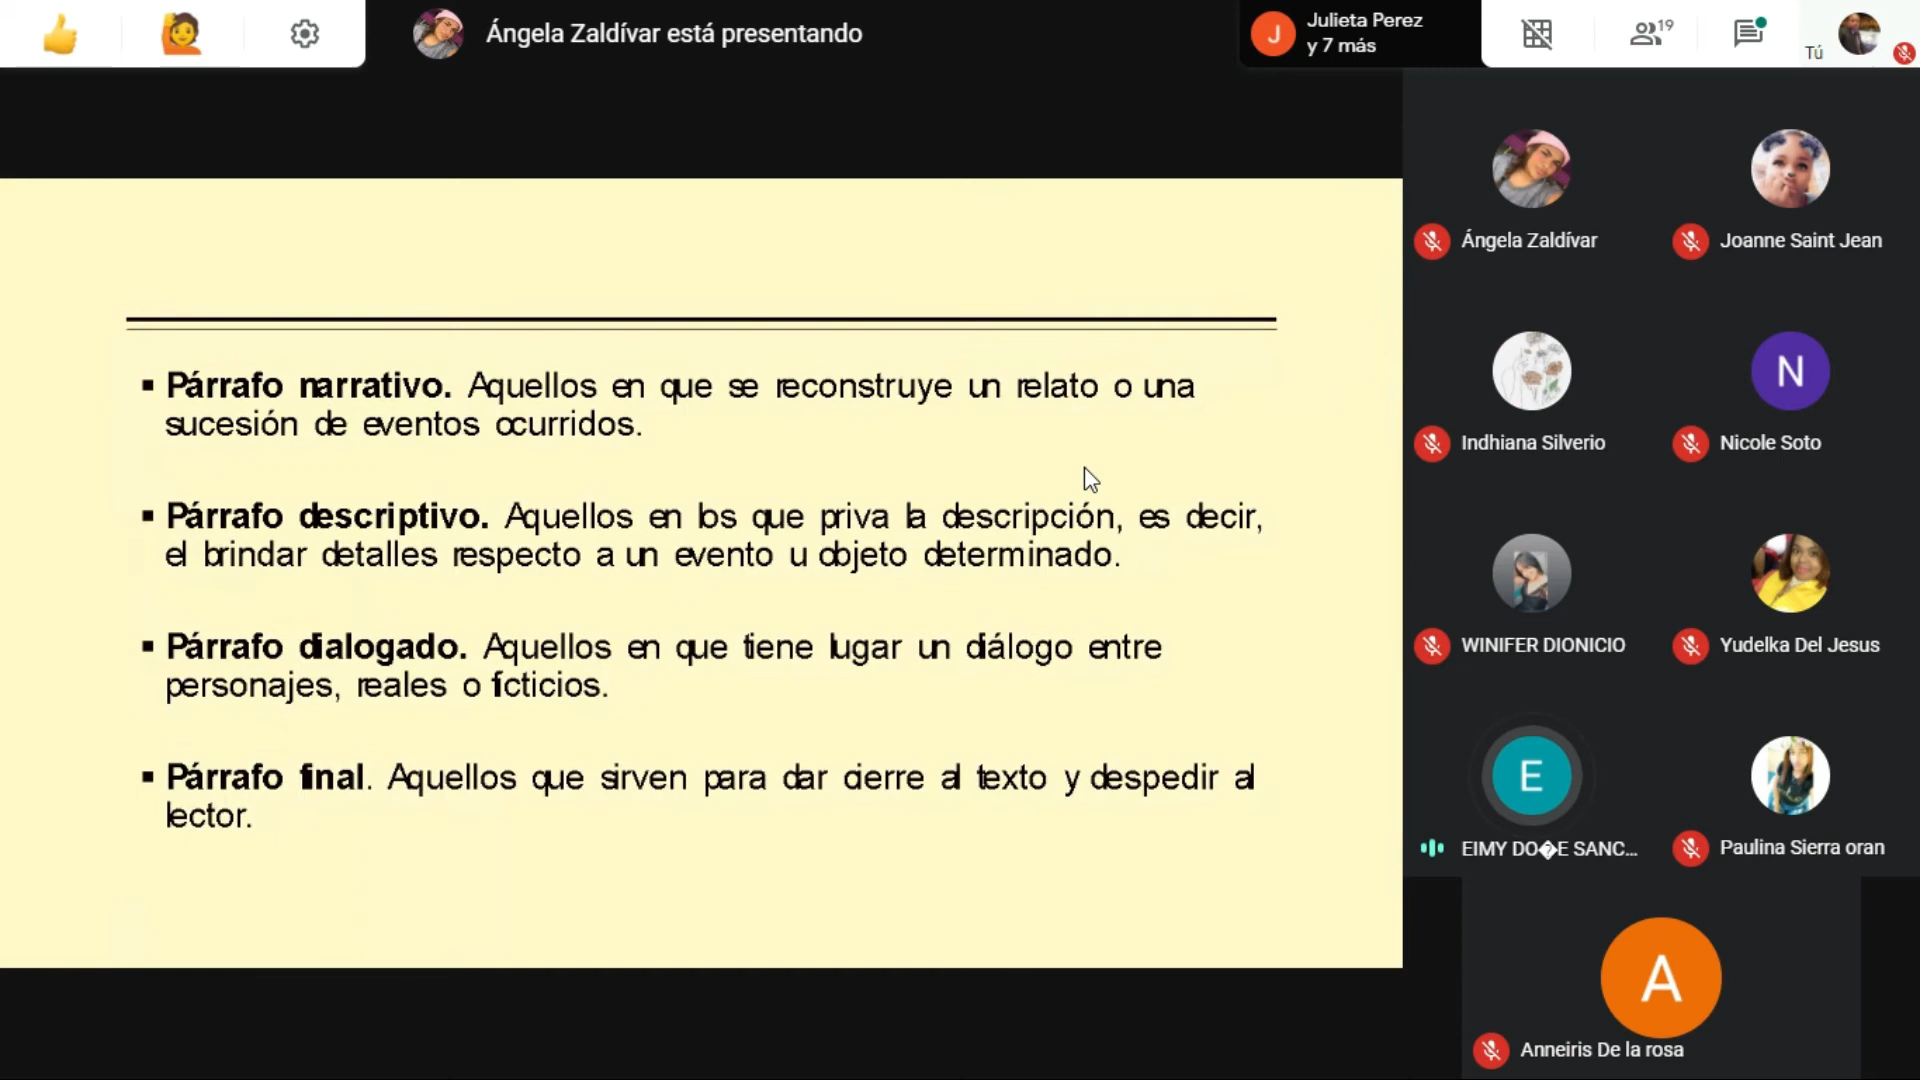 Ángela Zaldívar está presentando
Julieta Perez
y 7 más
19
Tú
J
Párrafo narrativo. Aquellos en que se reconstruye un relato o una
sucesión de eventos ocurridos.
Párrafo descriptivo. Aquellos en los que priva la descripción, es decir,
el brindar detalles respecto a un evento u objeto determinado.
Párrafo dialogado. Aquellos en que tiene lugar un diálogo entre
personajes, reales o ficticios.
Párrafo final. Aquellos que sirven para dar cierre al texto y despedir al
lector.
Ángela Zaldívar
Joanne Saint Jean
N
Indhiana Silverio
Nicole Soto
WINIFER DIONICIO
Yudelka Del Jesus
E
EIMY DO�E SANC...
Paulina Sierra oran
A
Anneiris De la rosa